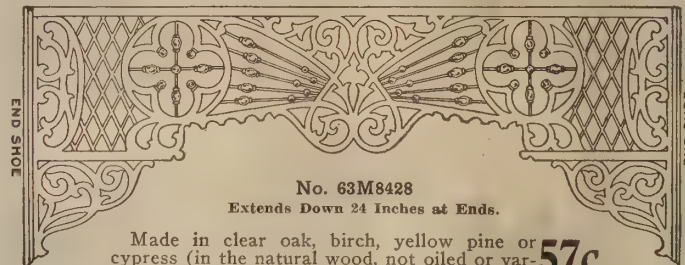 END SHOE
No. 63M8428
Extends Down 24 Inches at Ends.
Made in clear oak, birch, yellow pine or
cypress (in the natural wood, not oiled or var-
57c